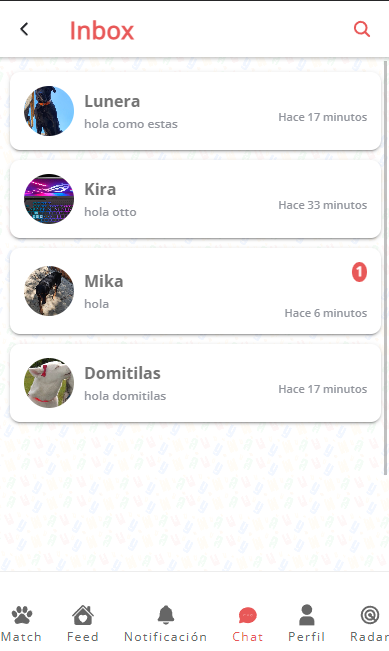 Inbox
Lunera
hola como estas
Hace 17 minutos
Kira
hola otto
Hace 33 minutos
Mika
1
hola
Hace 6 minutos
Domitilas
hola domitilas
Hace 17 minutos
Match Feed Notificación Chat Perfil Radar